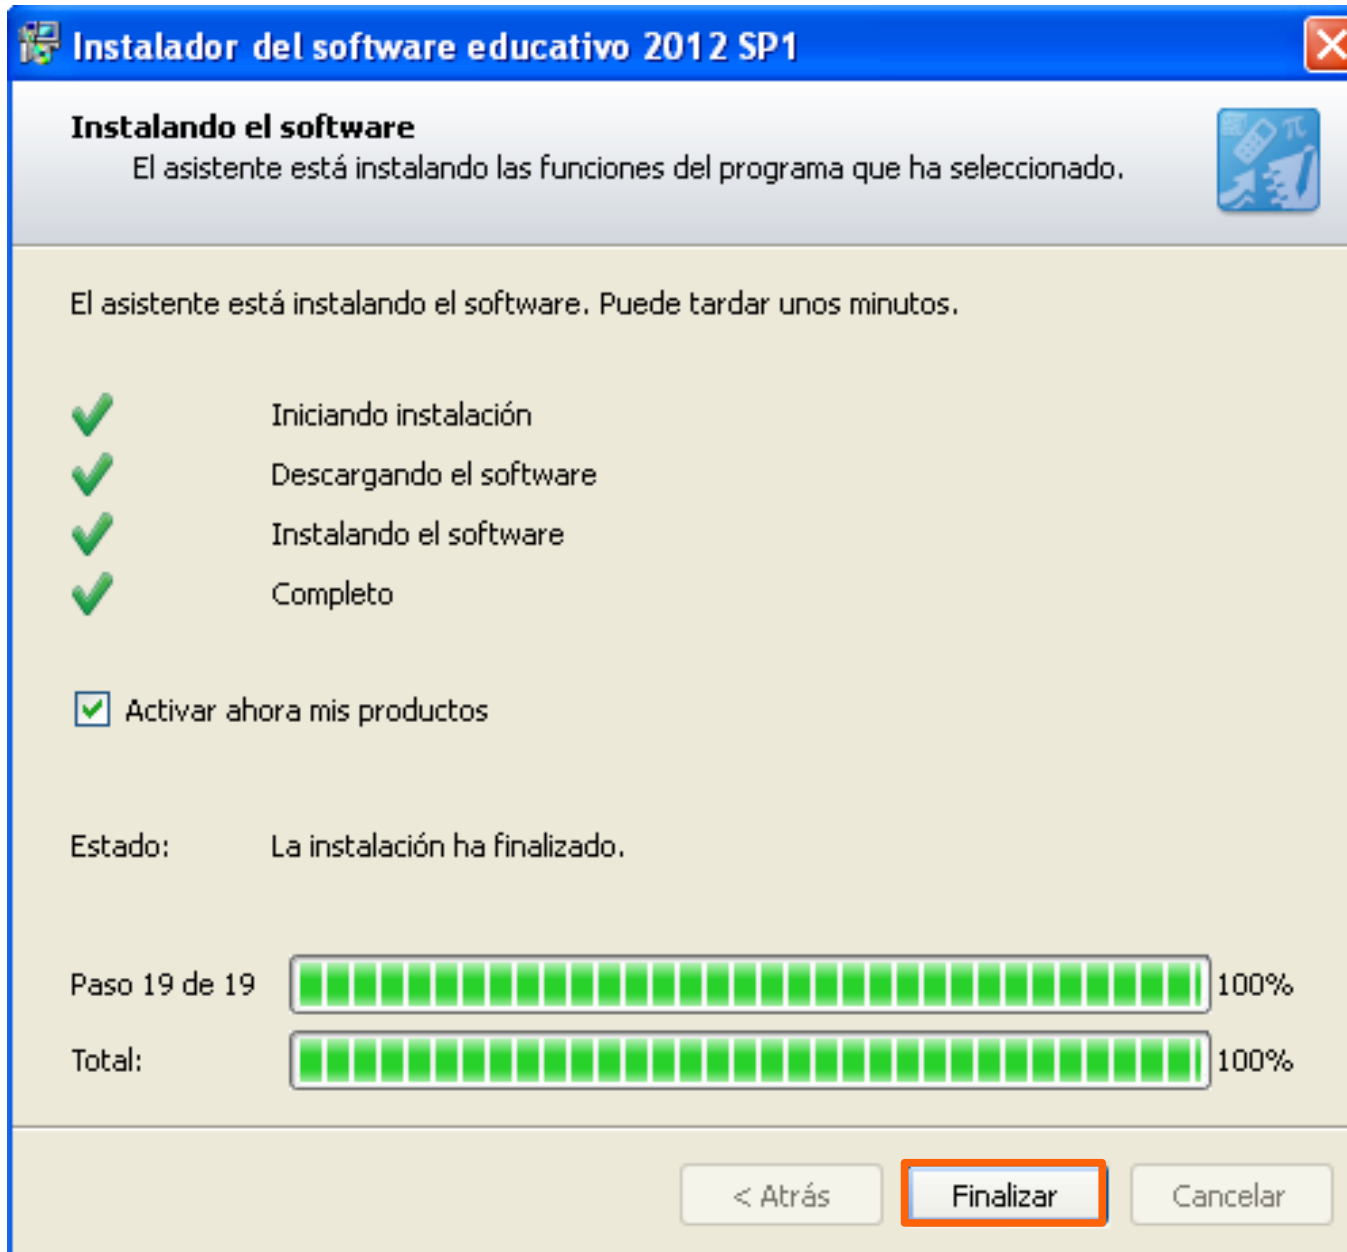 Instalador del software educativo 2012 SP1
Instalando el software
El asistente está instalando las funciones del programa que ha seleccionado.
El asistente está instalando el software. Puede tardar unos minutos.
Iniciando instalación
Descargando el software
Instalando el software
Completo
Activar ahora mis productos
Estado: La instalación ha finalizado.
Paso 19 de 19 100%
Total: 100%
< Atrás Finalizar Cancelar